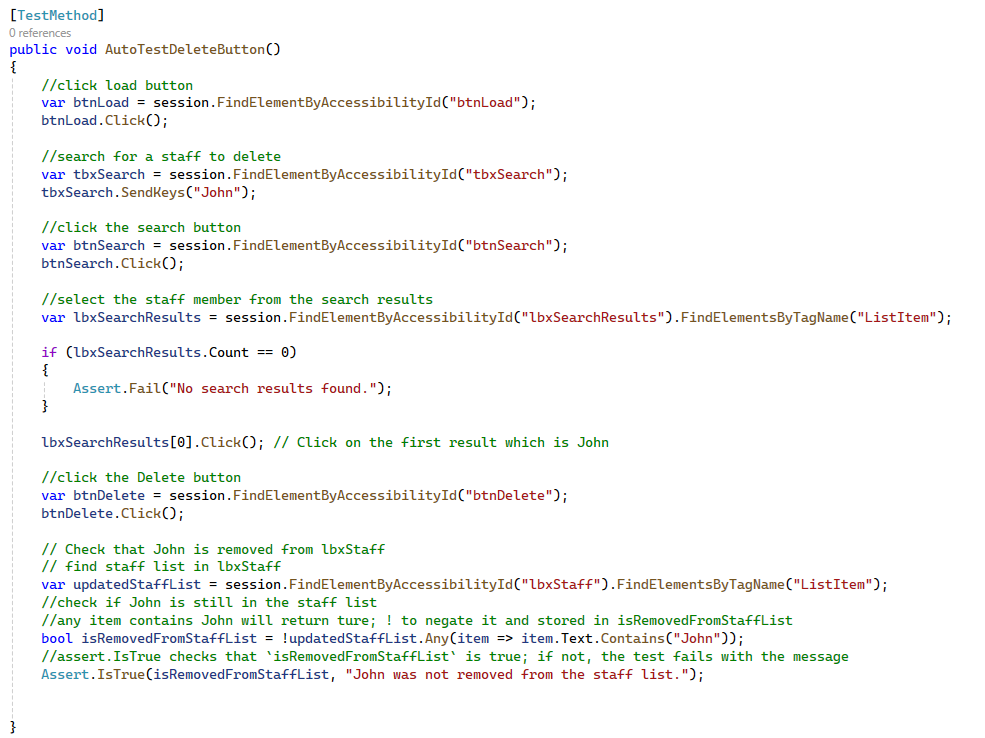 [TestMethod]
0 references
public void AutoTestDeleteButton()
{
//click load button
var btnLoad = session.FindElementByAccessibilityId("btnLoad");
btnLoad.Click();
//search for a staff to delete
var tbxSearch = session.FindElementByAccessibilityId("tbxSearch");
tbxSearch.SendKeys("John");
//click the search button
var btnSearch = session.FindElementByAccessibilityId("btnSearch");
btnSearch.Click();
//select the staff member from the search results
var lbxSearchResults = session.FindElementByAccessibilityId("lbxSearchResults").FindElementsByTagName("ListItem");
if (lbxSearchResults.Count == 0)
{
Assert.Fail("No search results found.");
}
lbxSearchResults[0].Click(); // Click on the first result which is John
//click the Delete button
var btnDelete = session.FindElementByAccessibilityId("btnDelete");
btnDelete.Click();
// Check that John is removed from lbxStaff
// find staff list in lbxStaff
var updatedStaffList = session.FindElementByAccessibilityId("lbxStaff").FindElementsByTagName("ListItem");
//check if John is still in the staff list
//any item contains John will return ture; ! to negate it and stored in isRemovedFromStaffList
bool isRemovedFromStaffList = !updatedStaffList.Any(item => item.Text.Contains("John"));
//assert.IsTrue checks that `isRemovedFromStaffList` is true; if not, the test fails with the message
Assert.IsTrue(isRemovedFromStaffList, "John was not removed from the staff list.");
}